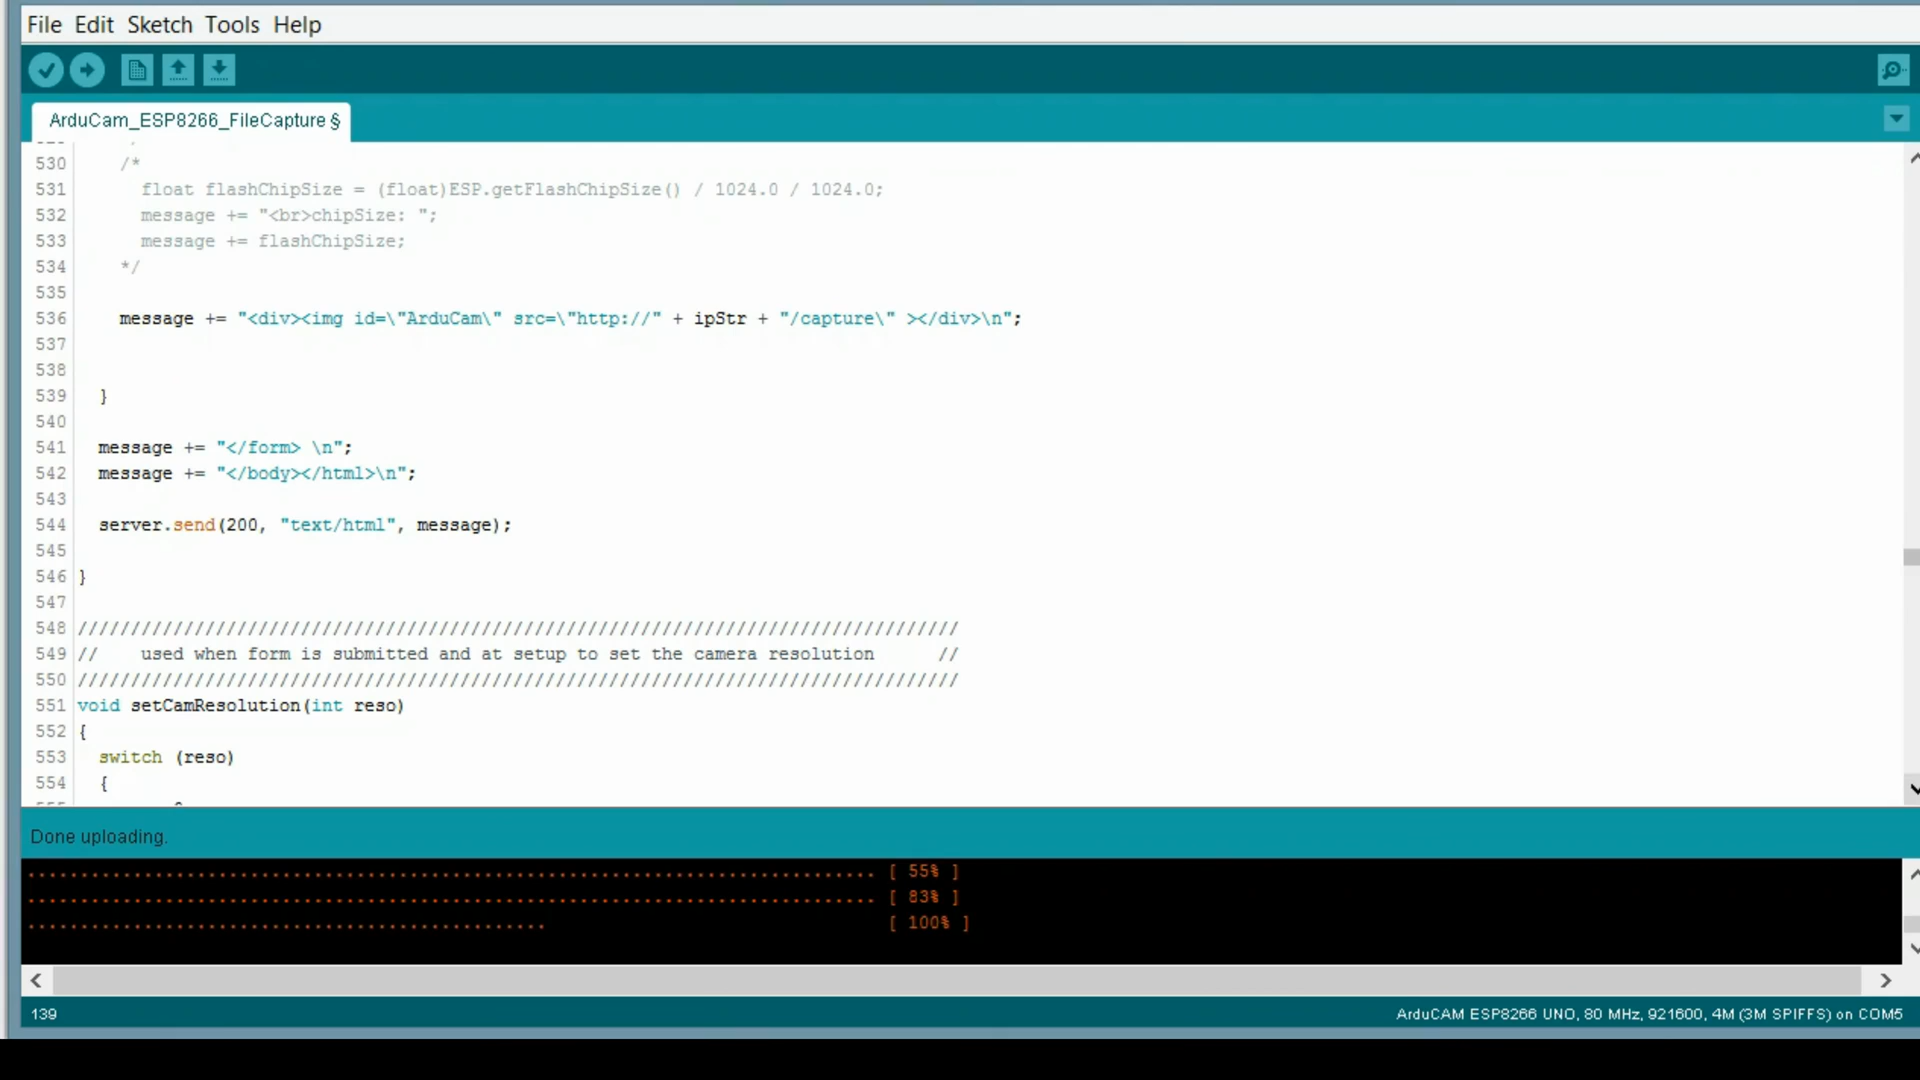 File Edit Sketch Tools Help
ArduCam_ESP8266_FileCapture §
530 /*
531 float flashChipSize = (float)ESP.getFlashChipSize() / 1024.0 / 1024.0;
532 message += "<br>chipSize: ";
533 message += flashChipSize;
534 */
535
536 message += "<div><img id=\"ArduCam\" src=\"http://" + ipStr + "/capture\" ></div>\n";
537
538
539 }
540
541 message += "</form> \n";
542 message += "</body></html>\n";
543
544 server.send(200, "text/html", message);
545
546 }
547
548 ///////////////////////////////////////////////////////////////////////////////////
549 // used when form is submitted and at setup to set the camera resolution //
550 ///////////////////////////////////////////////////////////////////////////////////
551 void setCamResolution(int reso)
552 {
553 switch (reso)
554 {
Done uploading.
................................................................................ [ 55% ]
................................................................................ [ 83% ]
................................................. [ 100% ]
139
ArduCAM ESP8266 UNO, 80 MHz, 921600, 4M (3M SPIFFS) on COM5